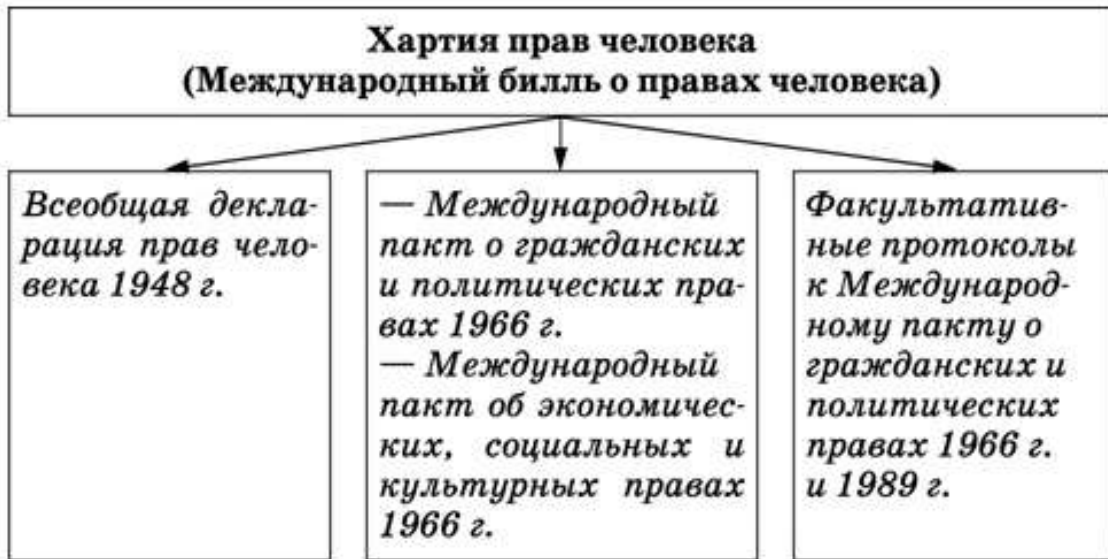 Хартия прав человека
(Международный билль о правах человека)
Всеобщая декла-
рация прав чело-
века 1948 г.
— Международный
пакт о гражданских
и политических пра-
вах 1966 г.
— Международный
пакт об экономичес-
ких, социальных и
культурных правах
1966 г.
Факультатив-
ные протоколы
к Международ-
ному пакту о
гражданских и
политических
правах 1966 г.
и 1989 г.